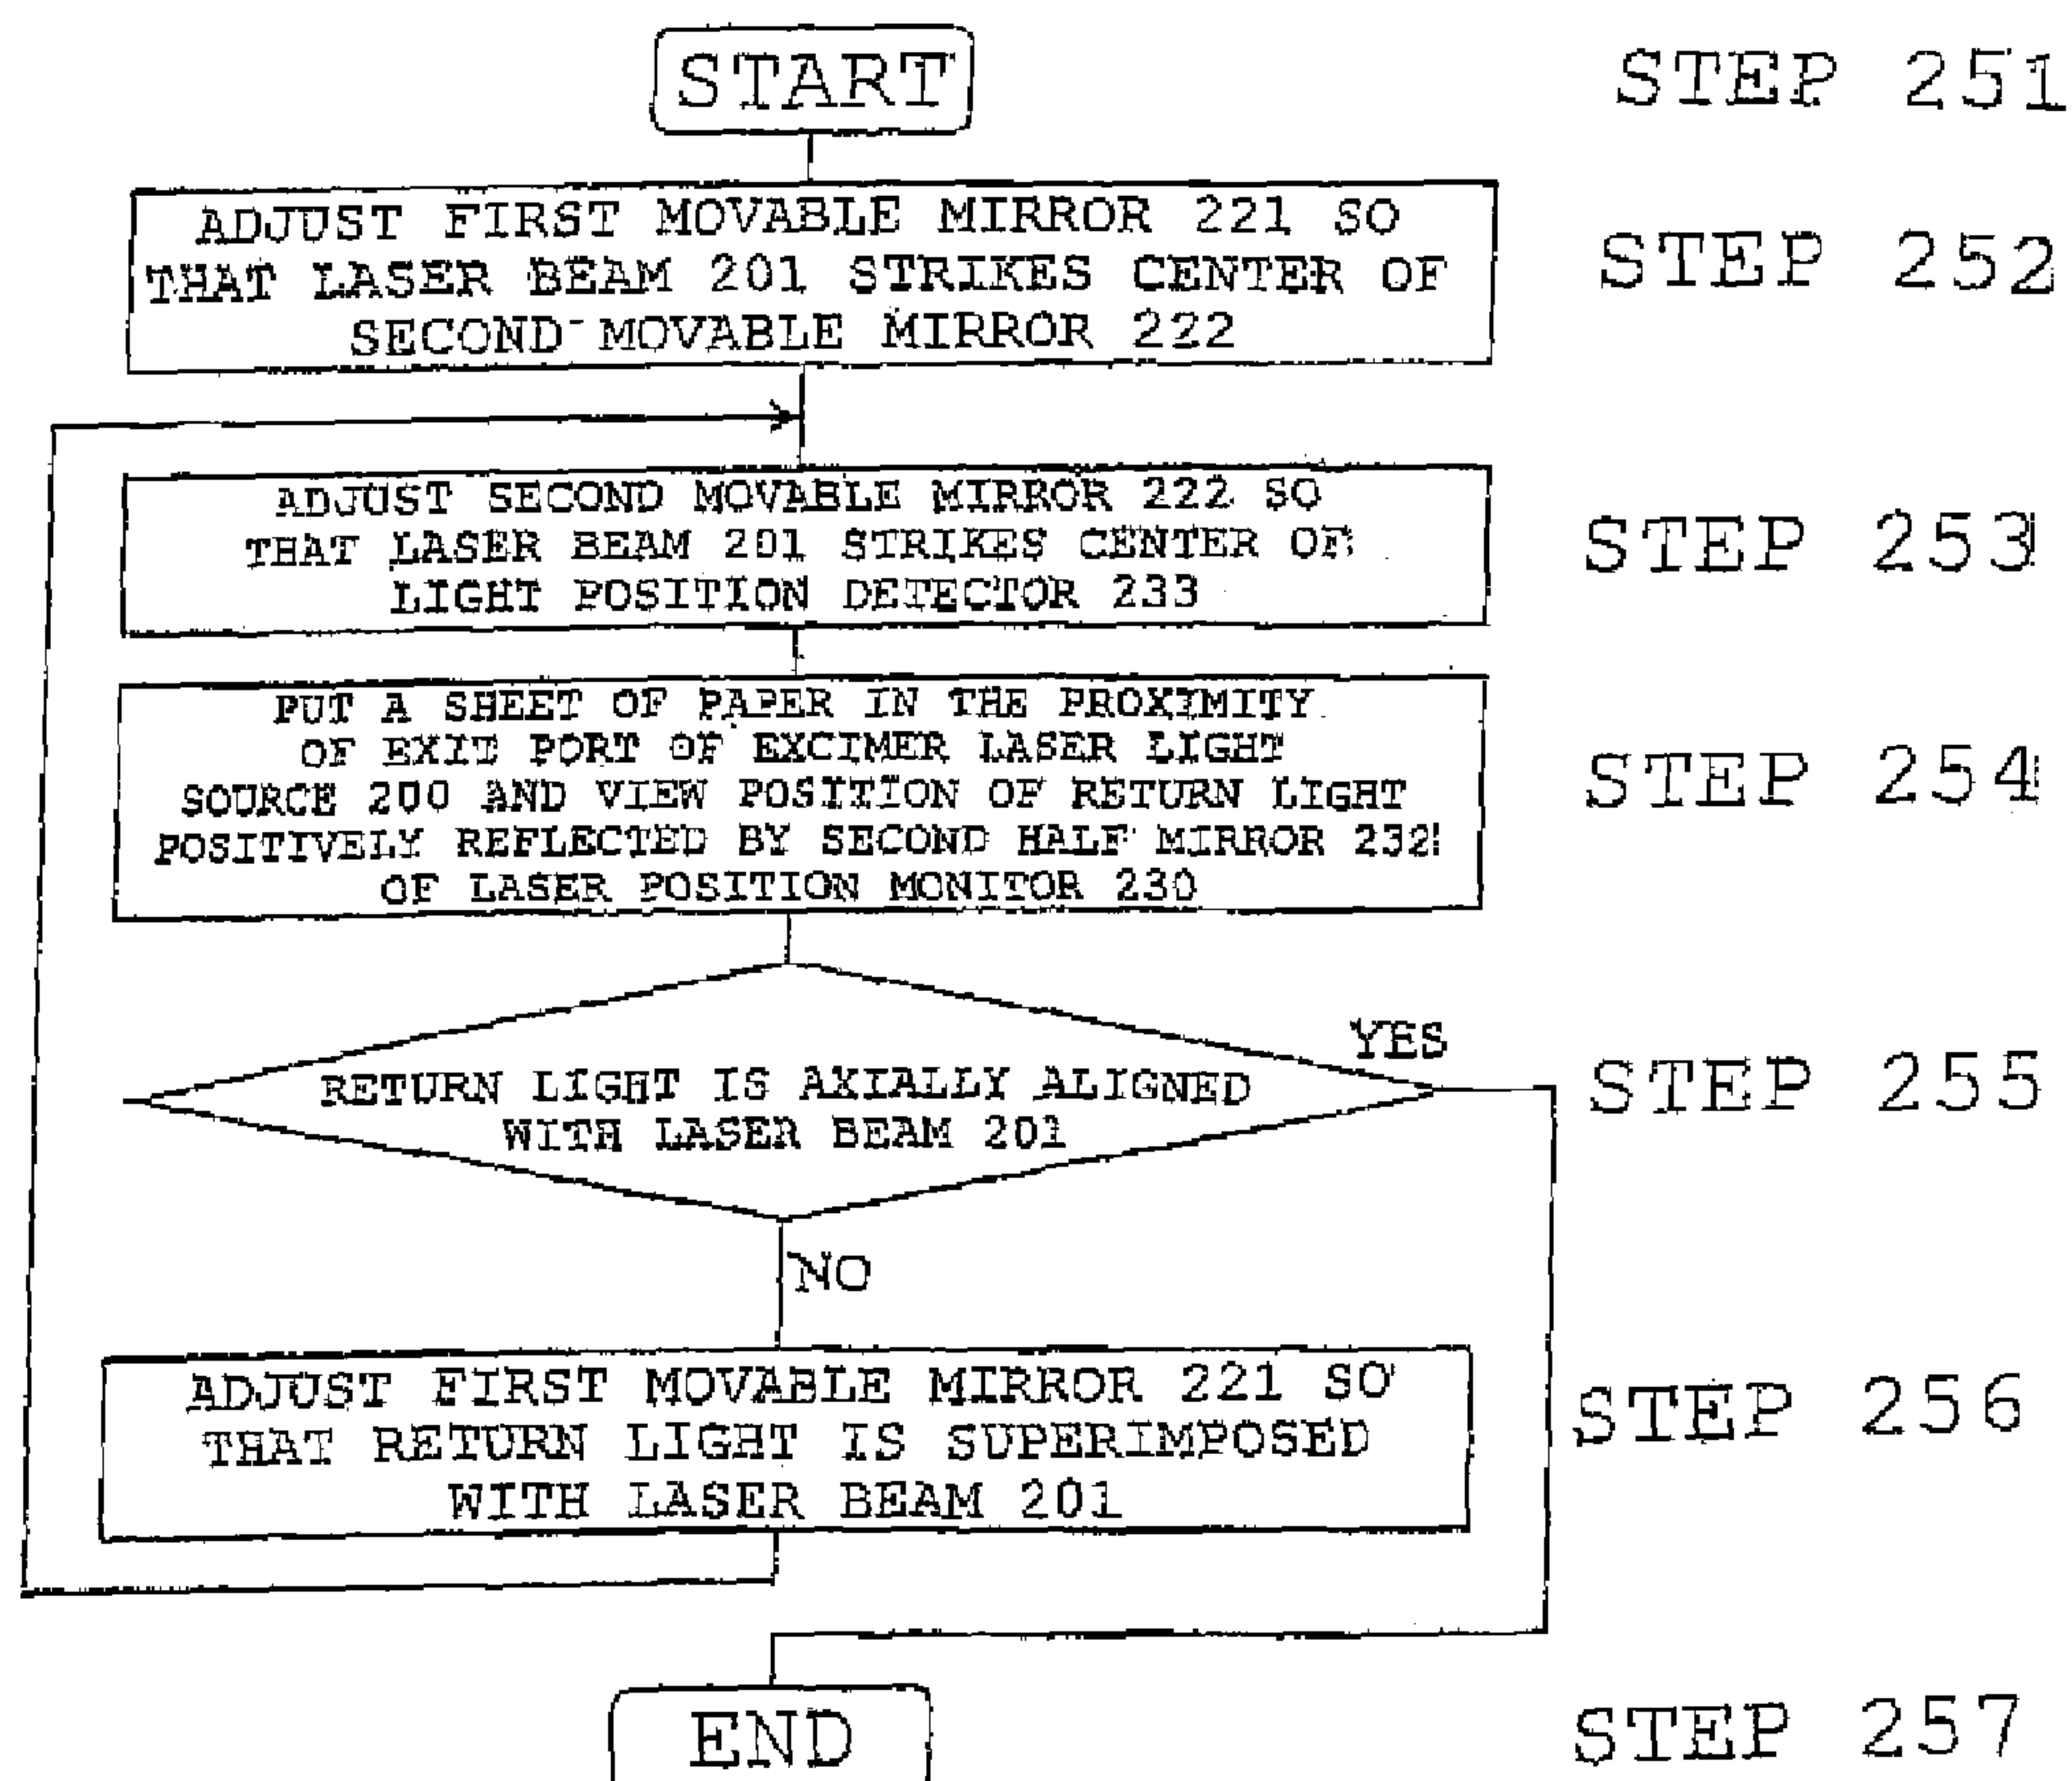 START
STEP 251
ADJUST FIRST MOVABLE MIRROR 221 SO
THAT LASER BEAM 201 STRIKES CENTER OF
SECOND MOVABLE MIRROR 222
STEP 252
ADJUST SECOND MOVABLE MIRROR 222 SO
THAT LASER BEAM 201 STRIKES CENTER OF
LIGHT POSITION DETECTOR 233
STEP 253
PUT A SHEET OF PAPER IN THE PROXIMITY
OF EXIT PORT OF EXCIMER LASER LIGHT
SOURCE 200 AND VIEW POSITION OF RETURN LIGHT
POSITIVELY REFLECTED BY SECOND HALF MIRROR 232
OF LASER POSITION MONITOR 230
STEP 254
YES
RETURN LIGHT IS AXIALLY ALIGNED
WITH LASER BEAM 201
STEP 255
NO
ADJUST FIRST MOVABLE MIRROR 221 SO
THAT RETURN LIGHT IS SUPERIMPOSED
WITH LASER BEAM 201
STEP 256
END
STEP 257